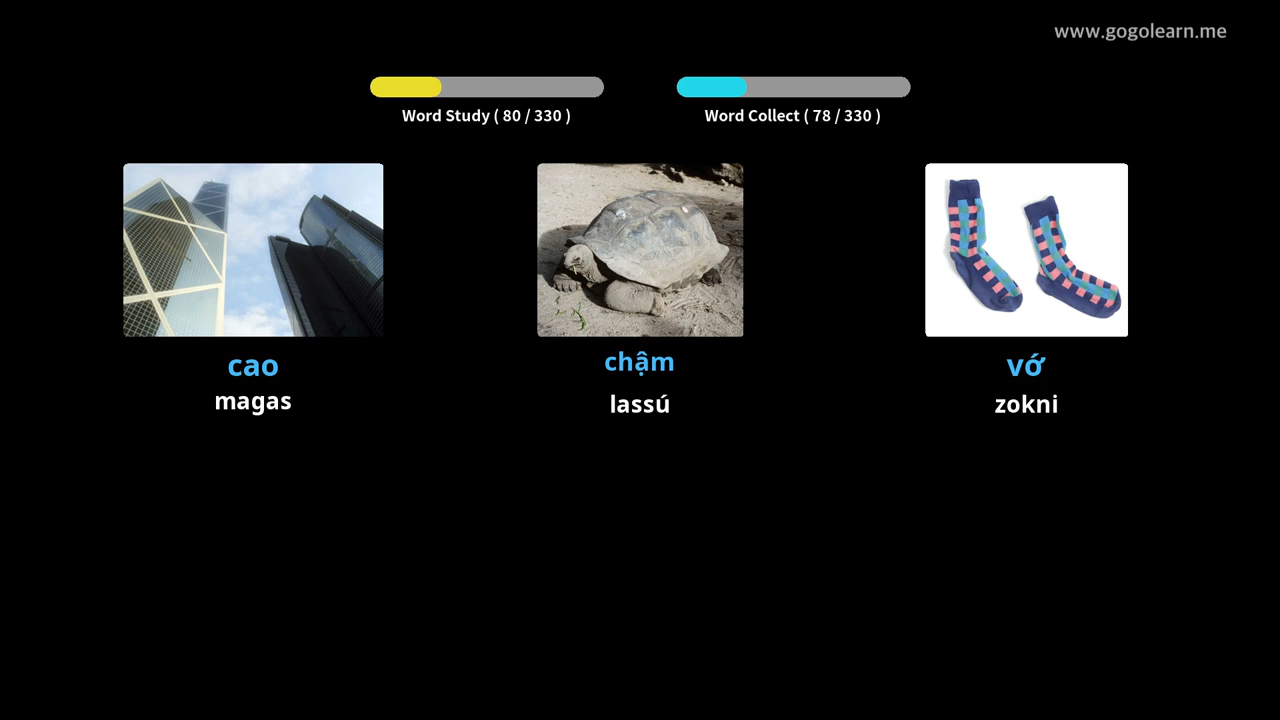 www.gogolearn.me
Word Study ( 80 / 330 )
Word Collect ( 78 / 330 )
cao
magas
chậm
lassú
vớ
zokni